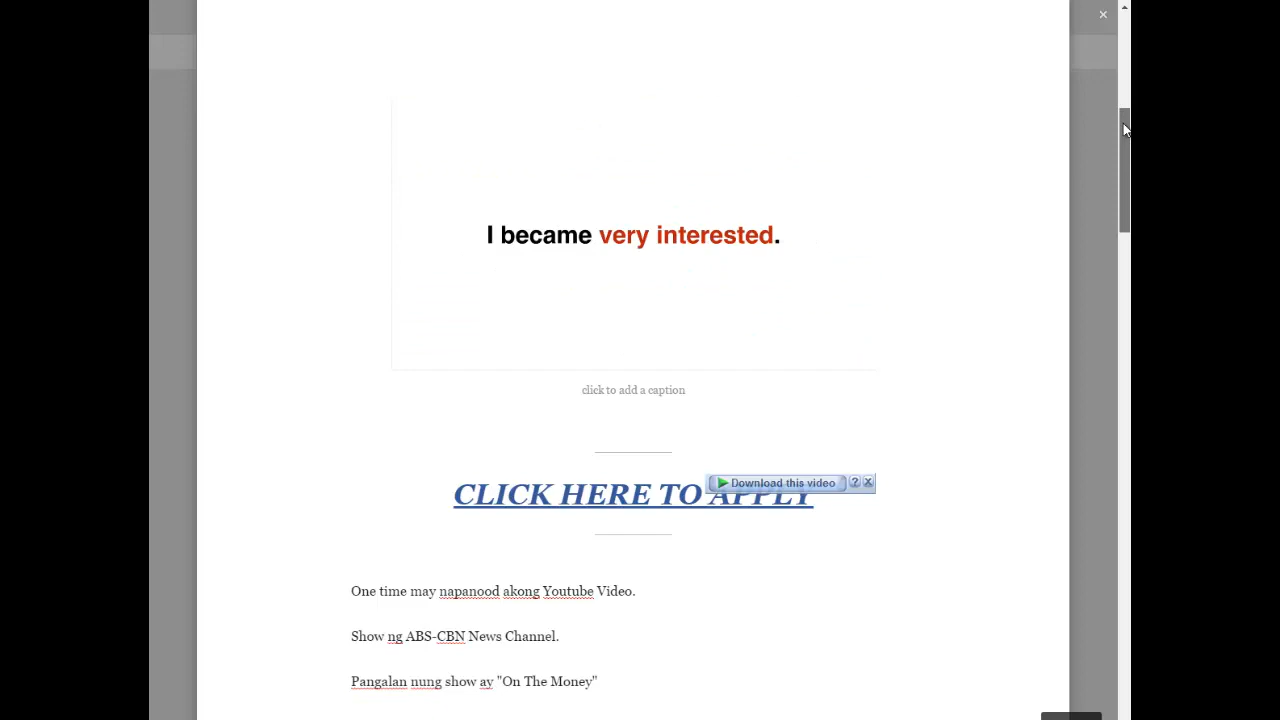 I became very interested.
click to add a caption
Download this video
CLICK HERE TO APPLY
One time may napanood akong Youtube Video.
Show ng ABS-CBN News Channel.
Pangalan nung show ay "On The Money"